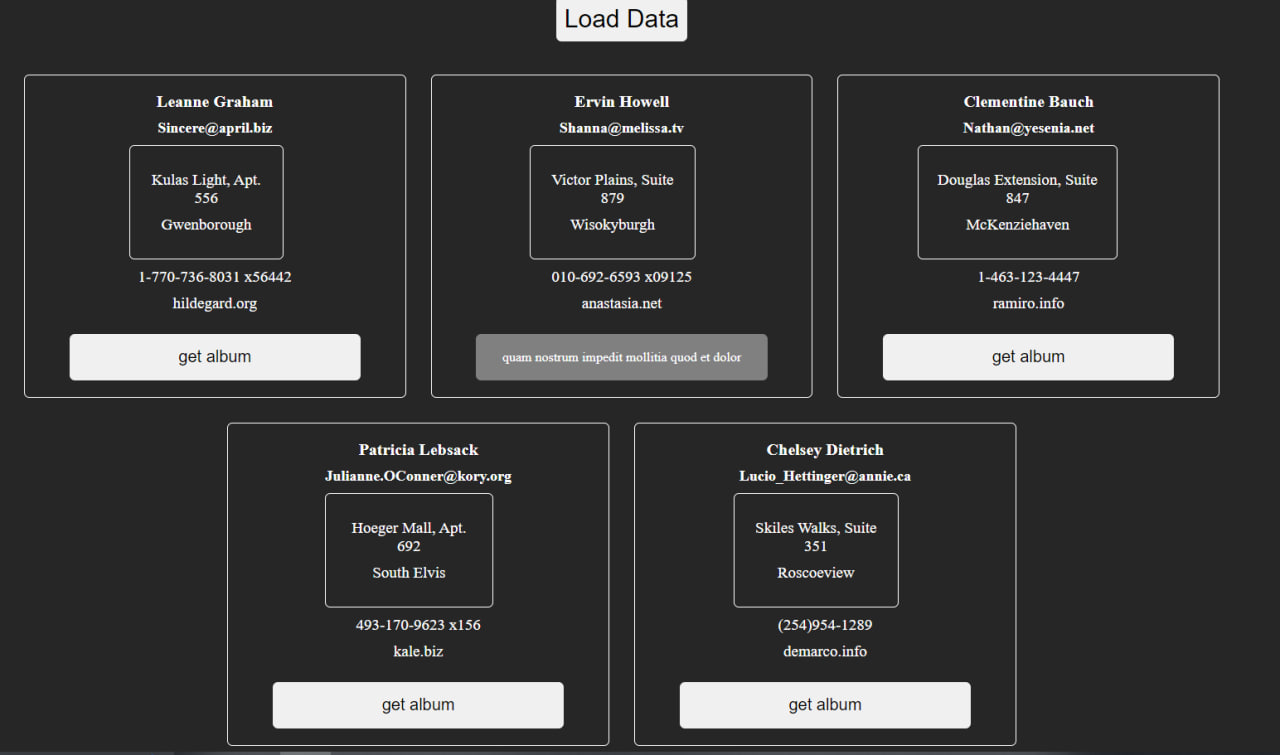 Load Data
Leanne Graham
Sincere@april.biz
Kulas Light, Apt.
556
Gwenborough
1-770-736-8031 x56442
hildegard.org
get album
Ervin Howell
Shanna@melissa.tv
Victor Plains, Suite
879
Wisokyburgh
010-692-6593 x09125
anastasia.net
quam nostrum impedit mollitia quod et dolor
Clementine Bauch
Nathan@yesenia.net
Douglas Extension, Suite
847
McKenziehaven
1-463-123-4447
ramiro.info
get album
Patricia Lebsack
Julianne.OConner@kory.org
Hoeger Mall, Apt.
692
South Elvis
493-170-9623 x156
kale.biz
get album
Chelsey Dietrich
Lucio_Hettinger@annie.ca
Skiles Walks, Suite
351
Roscoeview
(254)954-1289
demarco.info
get album